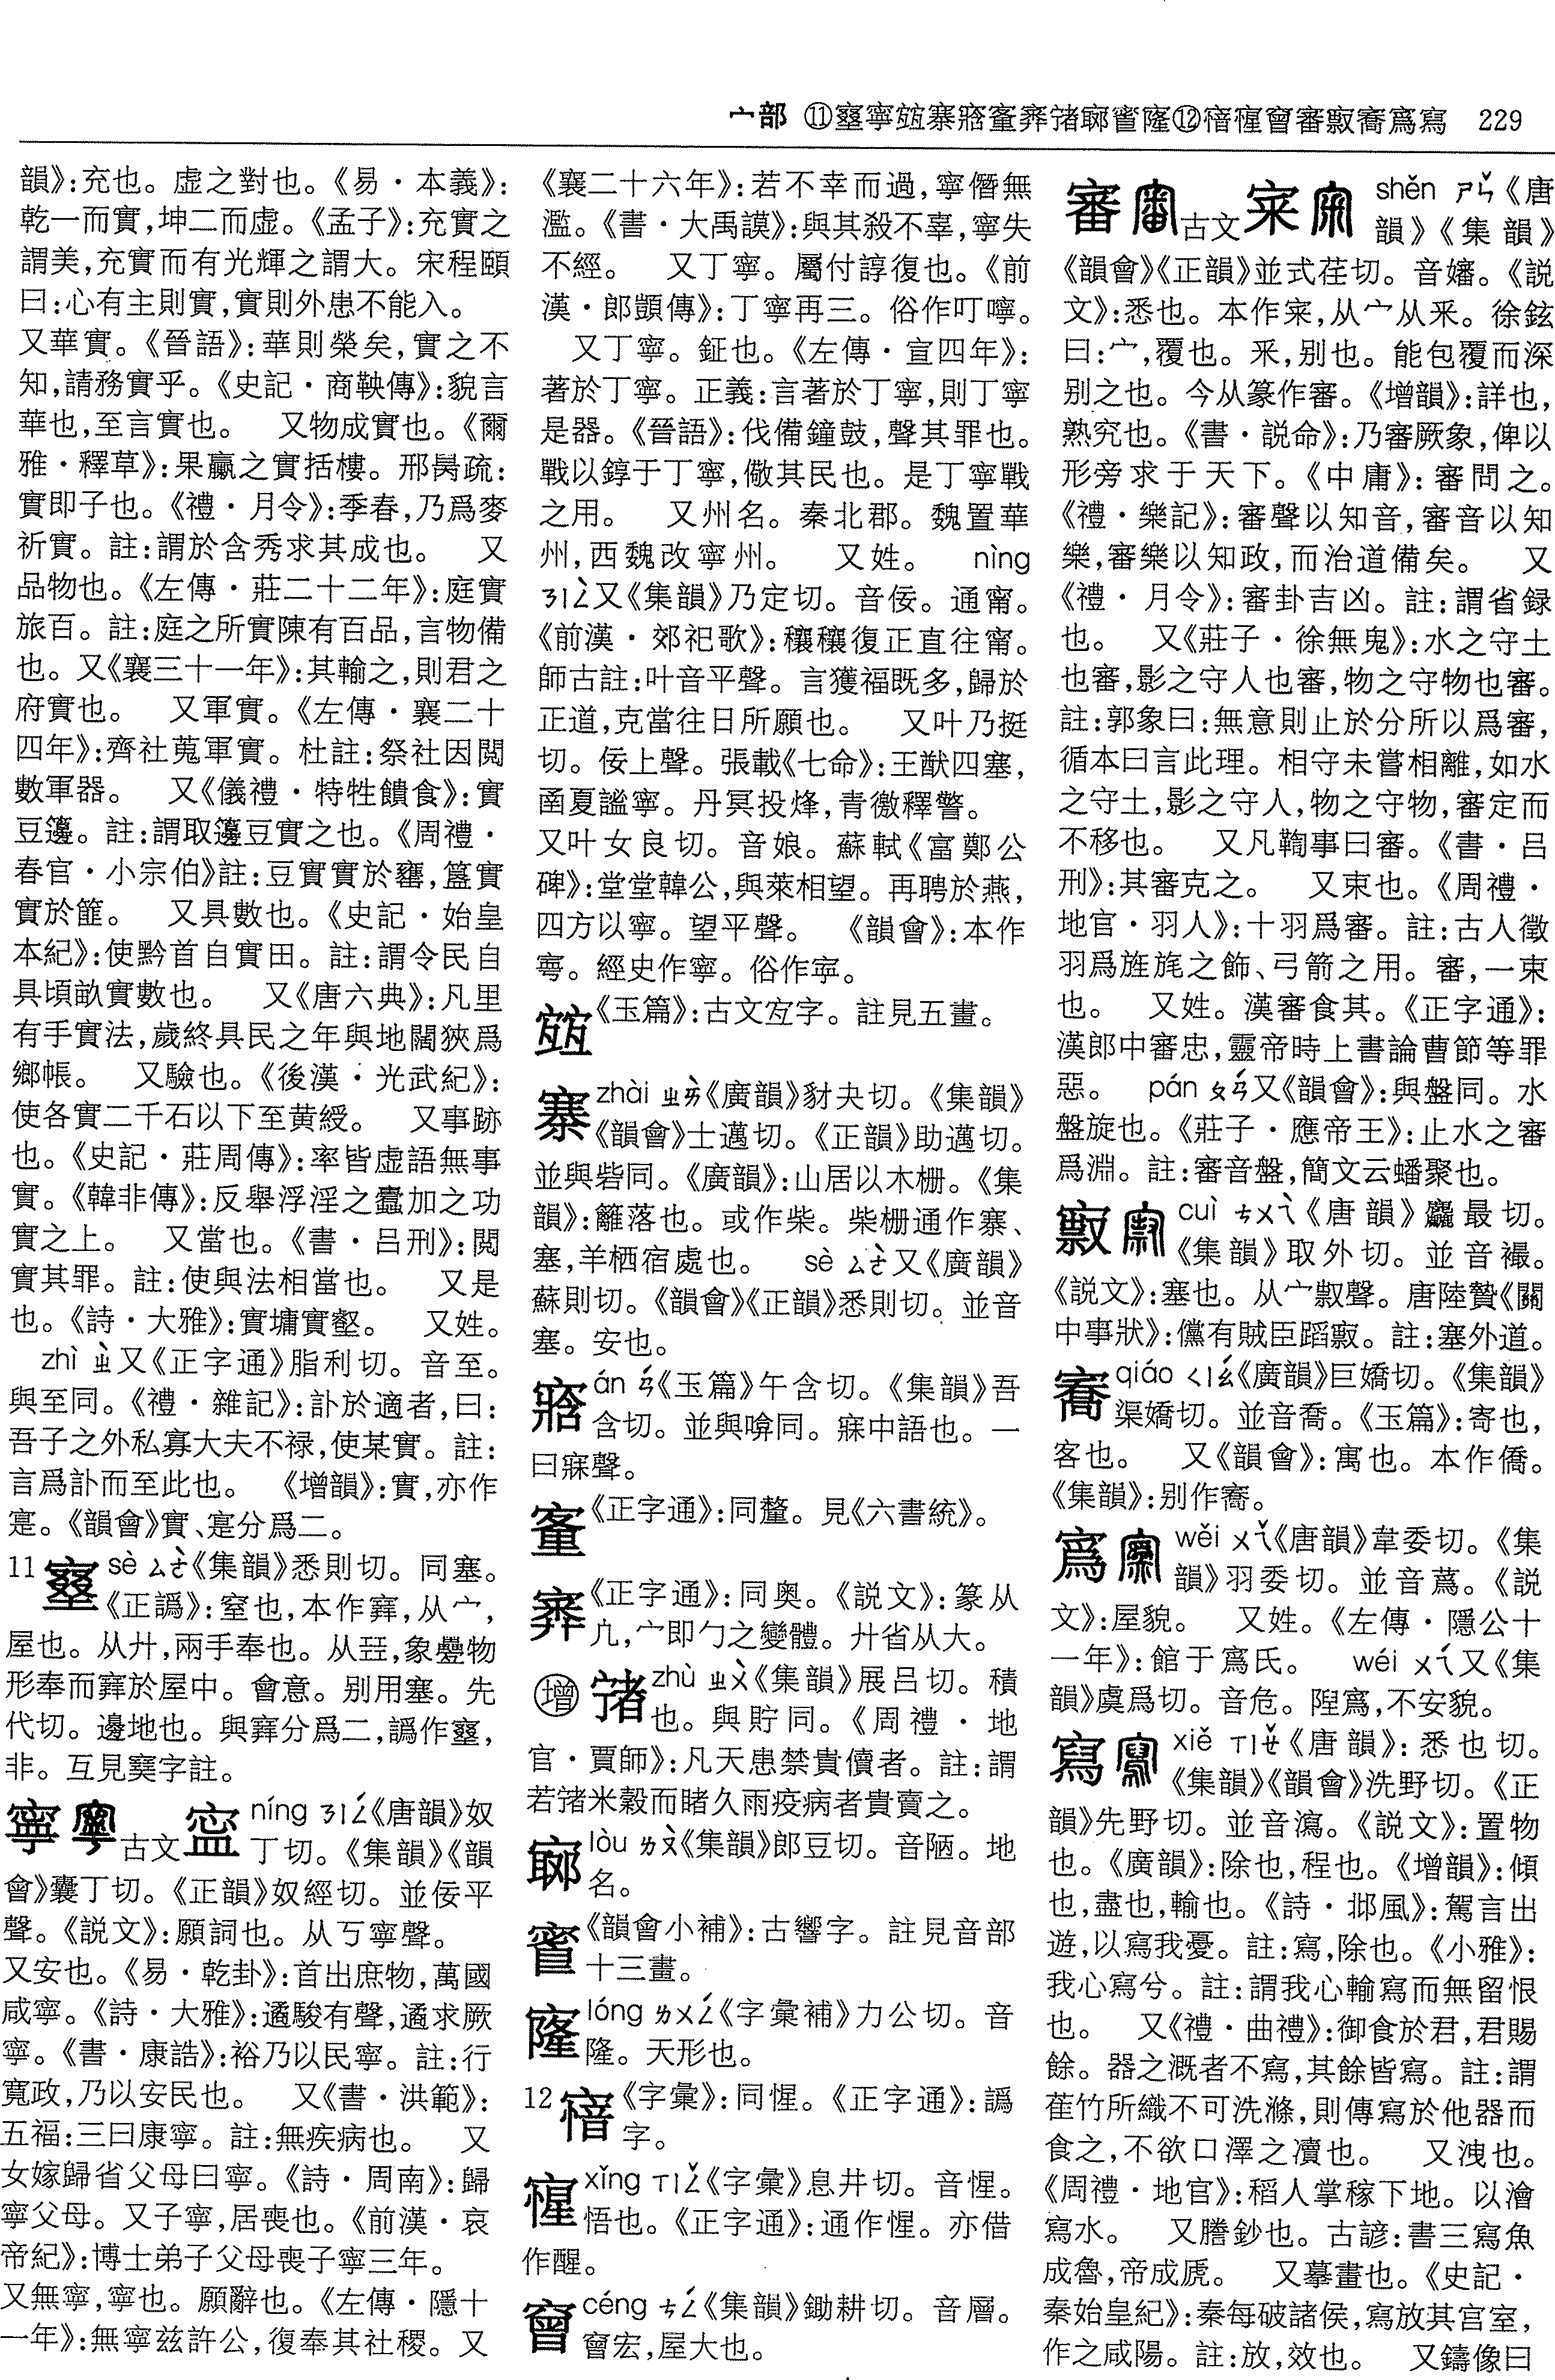 宀部 ⑪𡫳寧𡪿寨𡫒𡫀𡫏㝉𡫟𡫡𡫯⑫𡫨𡫤𡫜審㝮㝯寪寫 229
韻》:充也。虛之對也。《易·本義》:
乾一而實,坤二而虛。《孟子》:充實之
謂美,充實而有光輝之謂大。宋程頤
曰:心有主則實,實則外患不能入。
又華實。《晉語》:華則榮矣,實之不
知,請務實乎。《史記·商鞅傳》:貌言
華也,至言實也。 又物成實也。《爾
雅·釋草》:果臝之實括樓。邢昺疏:
實即子也。《禮·月令》:季春,乃爲麥
祈實。註:謂於含秀求其成也。 又
品物也。《左傳·莊二十二年》:庭實
旅百。註:庭之所實陳有百品,言物備
也。又《襄三十一年》:其輸之,則君之
府實也。 又軍實。《左傳·襄二十
四年》:齊社蒐軍實。杜註:祭社因閱
數軍器。 又《儀禮·特牲饋食》:實
豆籩。註:謂取籩豆實之也。《周禮·
春官·小宗伯》註:豆實實於罋,簋實
實於篚。 又具數也。《史記·始皇
本紀》:使黔首自實田。註:謂令民自
具頃畝實數也。 又《唐六典》:凡里
有手實法,歲終具民之年與地闊狹爲
鄉帳。 又驗也。《後漢·光武紀》:
使各實二千石以下至黄綬。 又事跡
也。《史記·莊周傳》:率皆虛語無事
實。《韓非傳》:反舉浮淫之蠹加之功
實之上。 又當也。《書·吕刑》:閱
實其罪。註:使與法相當也。 又是
也。《詩·大雅》:實墉實壑。 又姓。
zhì ㄓˋ又《正字通》脂利切。音至。
與至同。《禮·雜記》:訃於適者,曰:
吾子之外私寡大夫不禄,使某實。註:
言爲訃而至此也。 《增韻》:實,亦作
寔。《韻會》實、寔分爲二。
11 sè ㄙㄜˋ《集韻》悉則切。同塞。
《正譌》:窒也,本作㝦,从宀,
屋也。从廾,兩手奉也。从㠭,象㽬物
形奉而㝦於屋中。會意。别用塞。先
代切。邊地也。與㝦分爲二,譌作,
非。互見字註。
寧 古文寍 níng ㄋㄧㄥˊ《唐韻》奴
丁切。《集韻》《韻
會》囊丁切。《正韻》奴經切。並佞平
聲。《説文》:願詞也。从丂寧聲。
又安也。《易·乾卦》:首出庶物,萬國
咸寧。《詩·大雅》:遹駿有聲,遹求厥
寧。《書·康誥》:裕乃以民寧。註:行
寬政,乃以安民也。 又《書·洪範》:
五福:三曰康寧。註:無疾病也。 又
女嫁歸省父母曰寧。《詩·周南》:歸
寧父母。又子寧,居喪也。《前漢·哀
帝紀》:博士弟子父母喪子寧三年。
又無寧,寧也。願辭也。《左傳·隱十
一年》:無寧兹許公,復奉其社稷。又
《襄二十六年》:若不幸而過,寧僭無
濫。《書·大禹謨》:與其殺不辜,寧失
不經。 又丁寧。屬付諄復也。《前
漢·郎顗傳》:丁寧再三。俗作叮嚀。
又丁寧。鉦也。《左傳·宣四年》:
著於丁寧。正義:言著於丁寧,則丁寧
是器。《晉語》:伐備鐘鼓,聲其罪也。
戰以錞于丁寧,儆其民也。是丁寧戰
之用。 又州名。秦北郡。魏置華
州,西魏改寧州。 又姓。 nìng
ㄋㄧㄥˋ又《集韻》乃定切。音佞。通甯。
《前漢·郊祀歌》:穰穰復正直往甯。
師古註:叶音平聲。言獲福既多,歸於
正道,克當往日所願也。 又叶乃挺
切。佞上聲。張載《七命》:王猷四塞,
圅夏謐寧。丹冥投烽,青徼釋警。
又叶女良切。音娘。蘇軾《富鄭公
碑》:堂堂韓公,與萊相望。再聘於燕,
四方以寧。望平聲。 《韻會》:本作
寕。經史作寧。俗作寜。
《玉篇》:古文㝎字。註見五畫。
寨 zhài ㄓㄞˋ《廣韻》豺夬切。《集韻》
《韻會》士邁切。《正韻》助邁切。
並與砦同。《廣韻》:山居以木栅。《集
韻》:籬落也。或作柴。柴栅通作寨、
塞,羊栖宿處也。 sè ㄙㄜˋ又《廣韻》
蘇則切。《韻會》《正韻》悉則切。並音
塞。安也。
án ㄢˊ《玉篇》午含切。《集韻》吾
含切。並與啽同。寐中語也。一
曰寐聲。
《正字通》:同釐。見《六書統》。
《正字通》:同奥。《説文》:篆从
宀即勹之變體。廾省从大。
㊞增 zhù ㄓㄨˋ《集韻》展吕切。積
也。與貯同。《周禮·地
官·賈師》:凡天患禁貴儥者。註:謂
若米穀而睹久雨疫病者貴賣之。
lòu ㄌㄡˋ《集韻》郎豆切。音陋。地
名。
《韻會小補》:古響字。註見音部
十三畫。
lóng ㄌㄨㄥˊ《字彙補》力公切。音
隆。天形也。
12 《字彙》:同惺。《正字通》:譌
字。
xǐng ㄒㄧㄥˇ《字彙》息井切。音惺。
悟也。《正字通》:通作惺。亦借
作醒。
céng ㄘㄥˊ《集韻》鋤耕切。音層。
宏,屋大也。
審 古文宷 shěn ㄕㄣˇ《唐
韻》《集韻》
《韻會》《正韻》並式荏切。音嬸。《説
文》:悉也。本作宷,从宀从釆。徐鉉
曰:宀,覆也。釆,别也。能包覆而深
别之也。今从篆作審。《增韻》:詳也,
熟究也。《書·説命》:乃審厥象,俾以
形旁求于天下。《中庸》:審問之。
《禮·樂記》:審聲以知音,審音以知
樂,審樂以知政,而治道備矣。 又
《禮·月令》:審卦吉凶。註:謂省録
也。 又《莊子·徐無鬼》:水之守土
也審,影之守人也審,物之守物也審。
註:郭象曰:無意則止於分所以爲審,
循本曰言此理。相守未嘗相離,如水
之守土,影之守人,物之守物,審定而
不移也。 又凡鞫事曰審。《書·吕
刑》:其審克之。 又束也。《周禮·
地官·羽人》:十羽爲審。註:古人徵
羽爲旌旄之飾、弓箭之用。審,一束
也。 又姓。漢審食其。《正字通》:
漢郎中審忠,靈帝時上書論曹節等罪
惡。 pán ㄆㄢˊ又《韻會》:與盤同。水
盤旋也。《莊子·應帝王》:止水之審
爲淵。註:審音盤,簡文云蟠聚也。
㝮 cuì ㄘㄨㄟˋ《唐韻》麤最切。
《集韻》取外切。並音襊。
《説文》:塞也。从宀㕟聲。唐陸贄《關
中事狀》:儻有賊臣蹈㝮。註:塞外道。
㝯 qiáo ㄑㄧㄠˊ《廣韻》巨嬌切。《集韻》
渠嬌切。並音喬。《玉篇》:寄也,
客也。 又《韻會》:寓也。本作僑。
《集韻》:别作㝯。
寪 wěi ㄨㄟˇ《唐韻》韋委切。《集
韻》羽委切。並音蔿。《説
文》:屋貌。 又姓。《左傳·隱公十
一年》:館于寪氏。 wéi ㄨㄟˊ又《集
韻》虞爲切。音危。陧寪,不安貌。
寫 xiě ㄒㄧㄝˇ《唐韻》:悉也切。
《集韻》《韻會》洗野切。《正
韻》先野切。並音瀉。《説文》:置物
也。《廣韻》:除也,程也。《增韻》:傾
也,盡也,輸也。《詩·邶風》:駕言出
遊,以寫我憂。註:寫,除也。《小雅》:
我心寫兮。註:謂我心輸寫而無留恨
也。 又《禮·曲禮》:御食於君,君賜
餘。器之溉者不寫,其餘皆寫。註:謂
萑竹所織不可洗滌,則傳寫於他器而
食之,不欲口澤之瀆也。 又洩也。
《周禮·地官》:稻人掌稼下地。以澮
寫水。 又謄鈔也。古諺:書三寫魚
成魯,帝成虒。 又摹畫也。《史記·
秦始皇紀》:秦每破諸侯,寫放其宫室,
作之咸陽。註:放,效也。 又鑄像曰